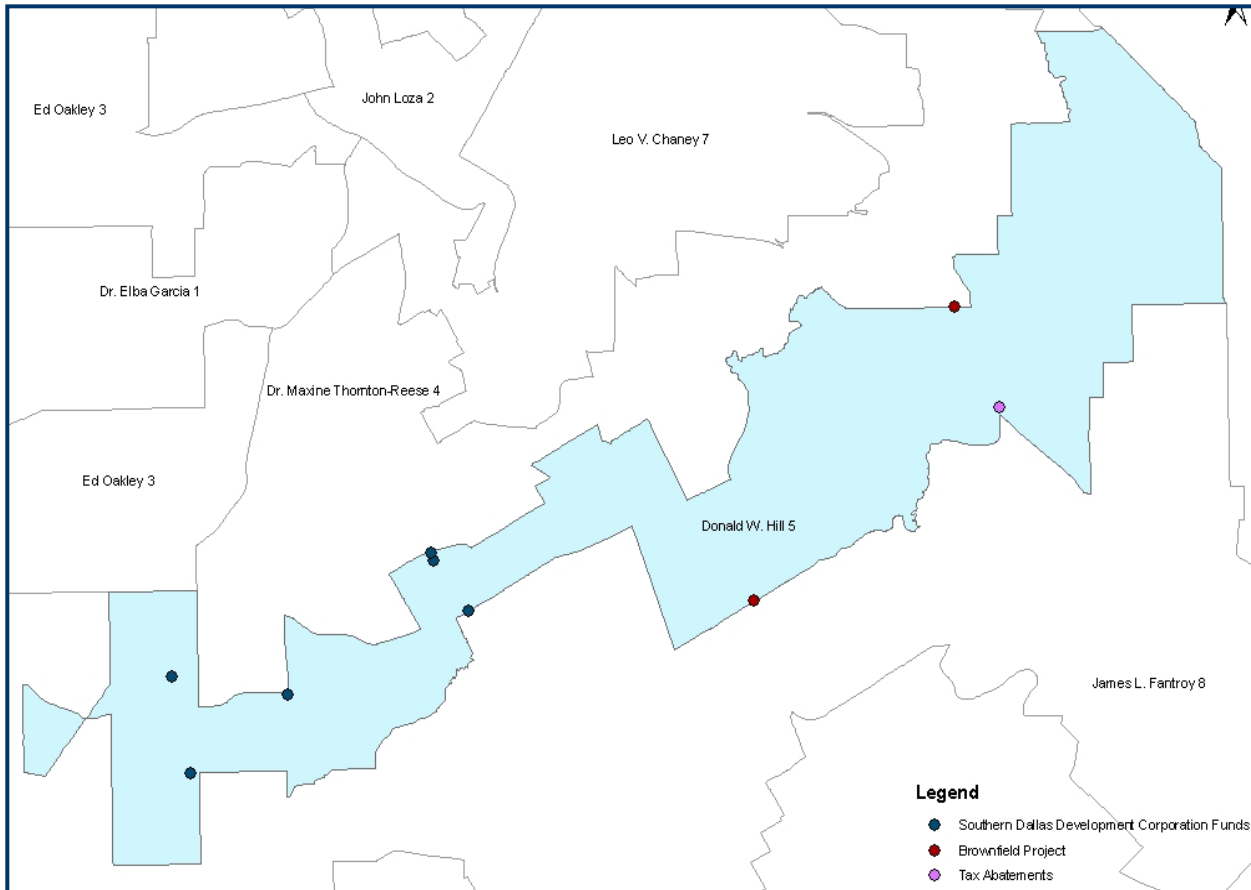 John Loza 2
Ed Oakley 3
Leo V. Chaney 7
Dr. Elba Garcia 1
Dr. Maxine Thornton-Reese 4
Ed Oakley 3
Donald W. Hill 5
James L. Fantroy 8
Legend
Southern Dallas Development Corporation Funds
Brownfield Project
Tax Abatements